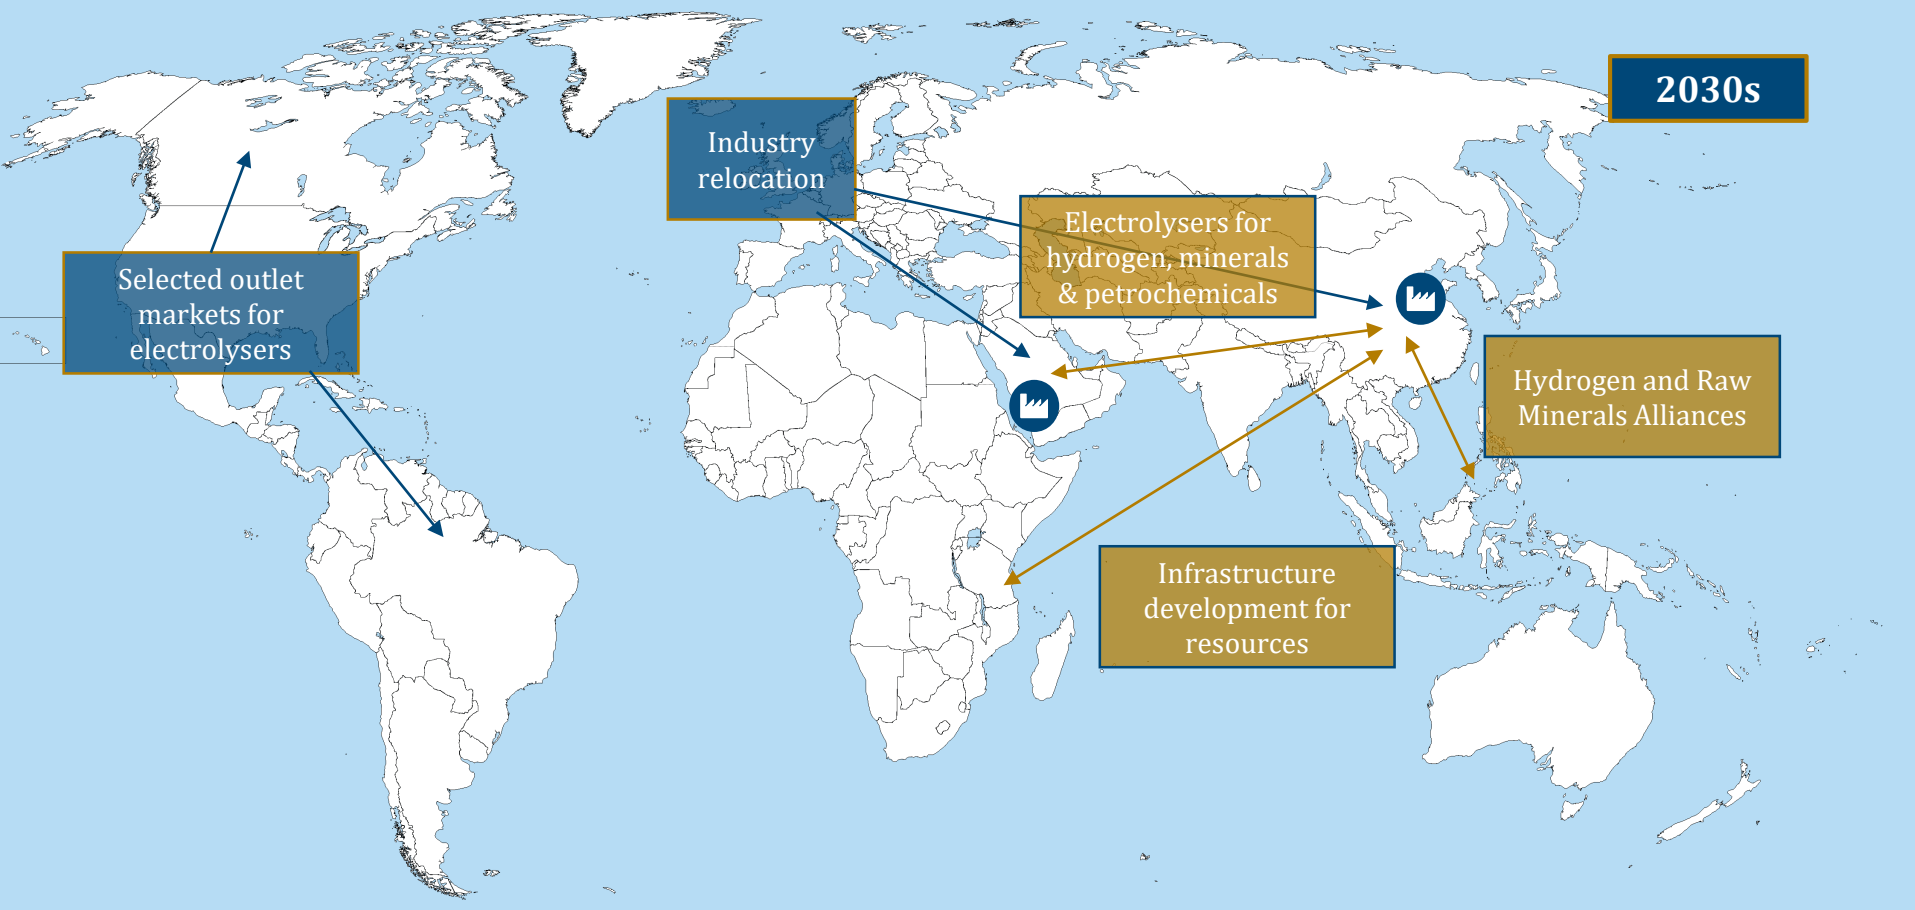 2030s
Industry
relocation
Electrolysers for
hydrogen, minerals
& petrochemicals
Selected outlet
markets for
electrolysers
Hydrogen and Raw
Minerals Alliances
Infrastructure
development for
resources